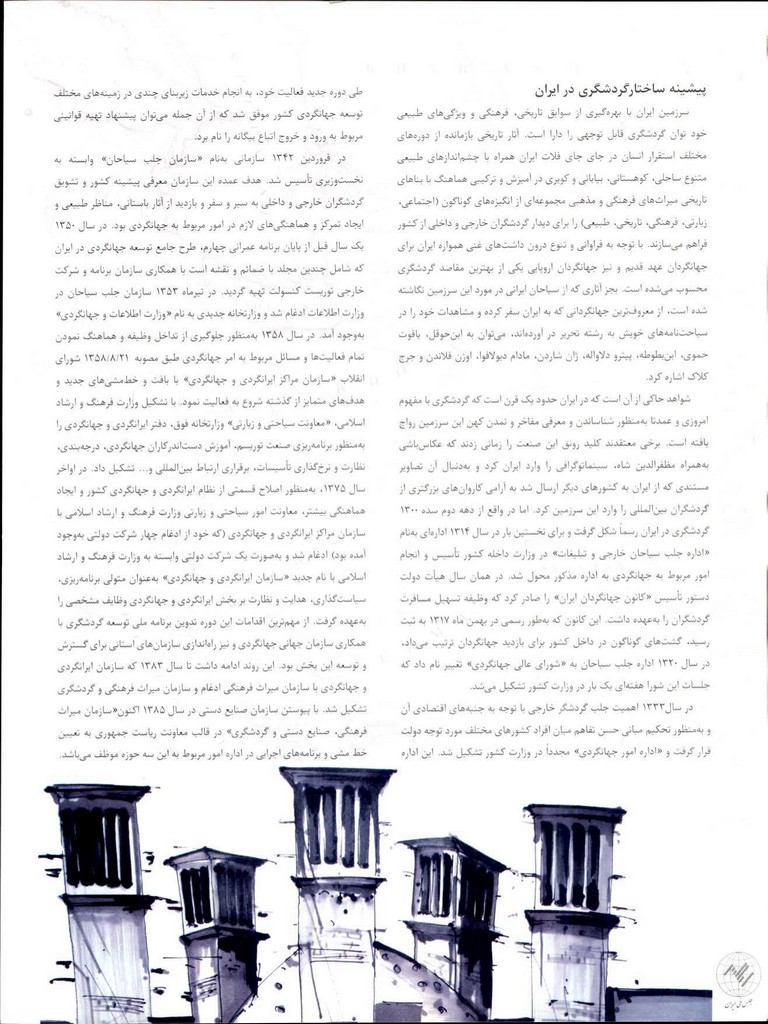 پیشینه ساختارگردشگری در ایران
سرزمین ایران با بهره‌گیری از سوابق تاریخی، فرهنگی و ویژگی‌های طبیعی
خود توان گردشگری قابل توجهی را دارا است. آثار تاریخی بازمانده از دوره‌های
مختلف استقرار انسان در جای جای فلات ایران همراه با چشم‌اندازهای طبیعی
متنوع ساحلی، کوهستانی، بیابانی و کویری در آمیزش و ترکیبی هماهنگ با بناهای
تاریخی میراث‌های فرهنگی و مذهبی مجموعه‌ای از انگیزه‌های گوناگون (اجتماعی،
زیارتی، فرهنگی، تاریخی، طبیعی) را برای دیدار گردشگران خارجی و داخلی از کشور
فراهم می‌سازند. با توجه به فراوانی و تنوع درون داشت‌های غنی همواره ایران برای
جهانگردان عهد قدیم و نیز جهانگردان اروپایی یکی از بهترین مقاصد گردشگری
محسوب می‌شده است. بجز آثاری که از سیاحان ایرانی در مورد این سرزمین نگاشته
شده است، از معروف‌ترین جهانگردانی که به ایران سفر کرده و مشاهدات خود را در
سیاحت‌نامه‌های خویش به رشته تحریر در آورده‌اند، می‌توان به ابن‌حوقل، یاقوت
حموی، ابن‌بطوطه، پیترو دلاواله، ژان شاردن، مادام دیولافوا، اوژن فلاندن و جرج
کلاک اشاره کرد.
شواهد حاکی از آن است که در ایران حدود یک قرن است که گردشگری با مفهوم
امروزی و عمدتا به‌منظور شناساندن و معرفی مفاخر و تمدن کهن این سرزمین رواج
یافته است. برخی معتقدند کلید رونق این صنعت را زمانی زدند که عکاس‌باشی
به‌همراه مظفرالدین شاه، سینماتوگرافی را وارد ایران کرد و به‌دنبال آن تصاویر
مستندی که از ایران به کشورهای دیگر ارسال شد به آرامی کاروان‌های بزرگتری از
گردشگران بین‌المللی را وارد این سرزمین کرد. اما در واقع از دهه دوم سده ۱۳۰۰
گردشگری در ایران رسماً شکل گرفت و برای نخستین بار در سال ۱۳۱۴ اداره‌ای به‌نام
«اداره جلب سیاحان خارجی و تبلیغات» در وزارت داخله کشور تأسیس و انجام
امور مربوط به جهانگردی به اداره مذکور محول شد. در همان سال هیأت دولت
دستور تأسیس «کانون جهانگردان ایران» را صادر کرد که وظیفه تسهیل مسافرت
گردشگران را به‌عهده داشت. این کانون که به‌طور رسمی در بهمن ماه ۱۳۱۷ به ثبت
رسید، گشت‌های گوناگون در داخل کشور برای بازدید جهانگردان ترتیب می‌داد،
در سال ۱۳۲۰ اداره جلب سیاحان به «شورای عالی جهانگردی» تغییر نام داد که
جلسات این شورا هفته‌ای یک بار در وزارت کشور تشکیل می‌شد.
در سال۱۳۳۳ اهمیت جلب گردشگر خارجی با توجه به جنبه‌های اقتصادی آن
و به‌منظور تحکیم مبانی حسن تفاهم میان افراد کشورهای مختلف مورد توجه دولت
قرار گرفت و «اداره امور جهانگردی» مجدداً در وزارت کشور تشکیل شد. این اداره
طی دوره جدید فعالیت خود، به انجام خدمات زیربنای چندی در زمینه‌های مختلف
توسعه جهانگردی کشور موفق شد که از آن جمله می‌توان پیشنهاد تهیه قوانینی
مربوط به ورود و خروج اتباع بیگانه را نام برد.
در فروردین ۱۳۴۲ سازمانی به‌نام «سازمان جلب سیاحان» وابسته به
نخست‌وزیری تأسیس شد. هدف عمده این سازمان معرفی پیشینه کشور و تشویق
گردشگران خارجی و داخلی به سیر و سفر و بازدید از آثار باستانی، مناظر طبیعی و
ایجاد تمرکز و هماهنگی‌های لازم در امور مربوط به جهانگردی بود. در سال ۱۳۵۰
یک سال قبل از پایان برنامه عمرانی چهارم، طرح جامع توسعه جهانگردی در ایران
که شامل چندین مجلد با ضمائم و نقشه است با همکاری سازمان برنامه و شرکت
خارجی توریست کنسولت تهیه گردید. در تیرماه ۱۳۵۳ سازمان جلب سیاحان در
وزارت اطلاعات ادغام شد و وزارتخانه جدیدی به نام «وزارت اطلاعات و جهانگردی»
به‌وجود آمد. در سال ۱۳۵۸ به‌منظور جلوگیری از تداخل وظیفه و هماهنگ نمودن
تمام فعالیت‌ها و مسائل مربوط به امر جهانگردی طبق مصوبه ۱۳۵۸/۸/۲۱ شورای
انقلاب «سازمان مراکز ایرانگردی و جهانگردی» با بافت و خط‌مشی‌های جدید و
هدف‌های متمایز از گذشته شروع به فعالیت نمود. با تشکیل وزارت فرهنگ و ارشاد
اسلامی، «معاونت سیاحتی و زیارتی» وزارتخانه فوق، دفتر ایرانگردی و جهانگردی را
به‌منظور برنامه‌ریزی صنعت توریسم، آموزش دست‌اندرکاران جهانگردی، درجه‌بندی،
نظارت و نرخ‌گذاری تأسیسات، برقراری ارتباط بین‌المللی و... تشکیل داد. در اواخر
سال ۱۳۷۵، به‌منظور اصلاح قسمتی از نظام ایرانگردی و جهانگردی کشور و ایجاد
هماهنگی بیشتر، معاونت امور سیاحتی و زیارتی وزارت فرهنگ و ارشاد اسلامی با
سازمان مراکز ایرانگردی و جهانگردی (که خود از ادغام چهار شرکت دولتی به‌وجود
آمده بود) ادغام شد و به‌صورت یک شرکت دولتی وابسته به وزارت فرهنگ و ارشاد
اسلامی با نام جدید «سازمان ایرانگردی و جهانگردی» به‌عنوان متولی برنامه‌ریزی،
سیاست‌گذاری، هدایت و نظارت بر بخش ایرانگردی و جهانگردی وظایف مشخصی را
به‌عهده گرفت. از مهم‌ترین اقدامات این دوره تدوین برنامه ملی توسعه گردشگری با
همکاری سازمان جهانی جهانگردی و نیز راه‌اندازی سازمان‌های استانی برای گسترش
و توسعه این بخش بود. این روند ادامه داشت تا سال ۱۳۸۳ که سازمان ایرانگردی
و جهانگردی با سازمان میراث فرهنگی ادغام و سازمان میراث فرهنگی و گردشگری
تشکیل شد. با پیوستن سازمان صنایع دستی در سال ۱۳۸۵ اکنون«سازمان میراث
فرهنگی، صنایع دستی و گردشگری» در قالب معاونت ریاست جمهوری به تعیین
خط مشی و برنامه‌های اجرایی در اداره امور مربوط به این سه حوزه موظف می‌باشد.